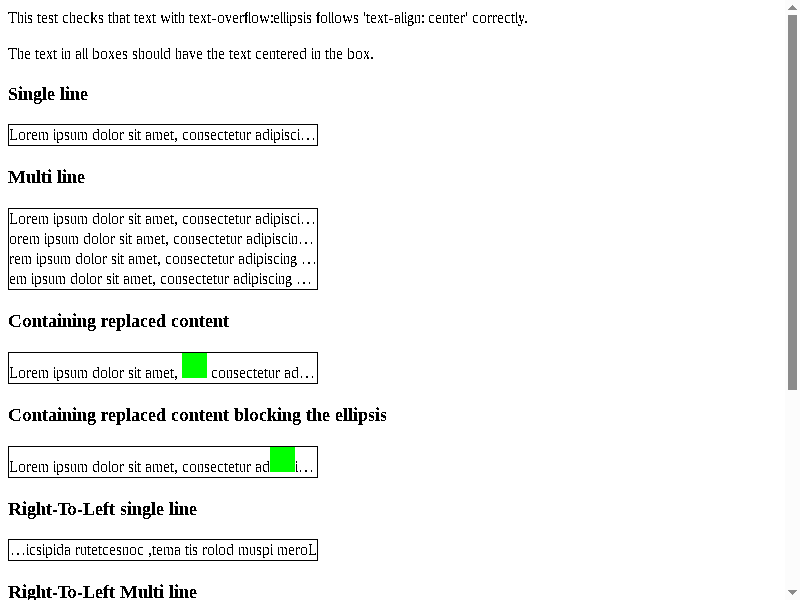 This test checks that text with text-overflow:ellipsis follows 'text-align: center' correctly.
The text in all boxes should have the text centered in the box.
Single line
Lorem ipsum dolor sit amet, consectetur adipisci…
Multi line
Lorem ipsum dolor sit amet, consectetur adipisci…
orem ipsum dolor sit amet, consectetur adipiscin…
rem ipsum dolor sit amet, consectetur adipiscing …
em ipsum dolor sit amet, consectetur adipiscing …
Containing replaced content
Lorem ipsum dolor sit amet, consectetur ad…
Containing replaced content blocking the ellipsis
Lorem ipsum dolor sit amet, consectetur adi…
Right-To-Left single line
…icsipida rutetcesnoc ,tema tis rolod muspi meroL
Right-To-Left Multi line